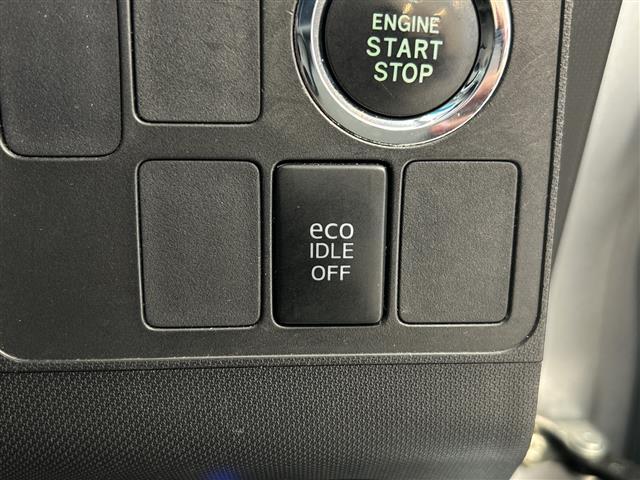 ENGINE
START
STOP
eco
IDLE
OFF